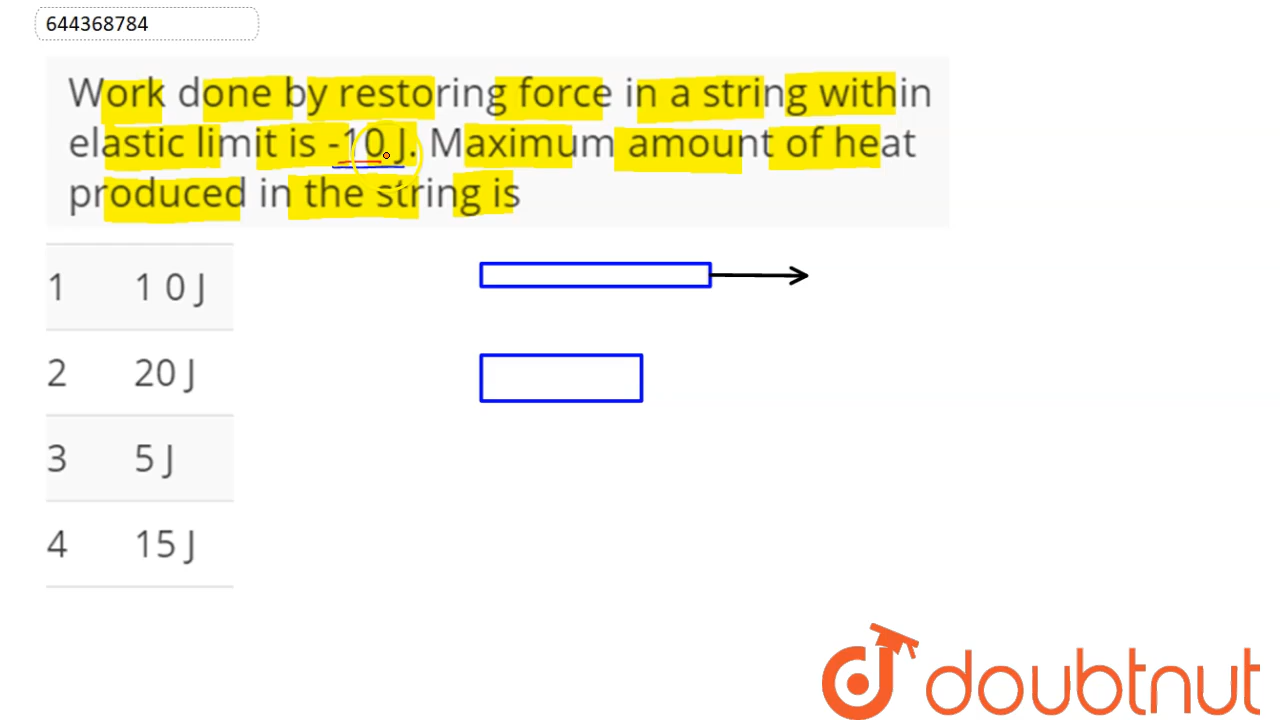 644368784
Work done by restoring force in a string within
elastic limit is -10 J. Maximum amount of heat
produced in the string is
1 1 0 J
2 20 J
3 5 J
4 15 J
doubtnut